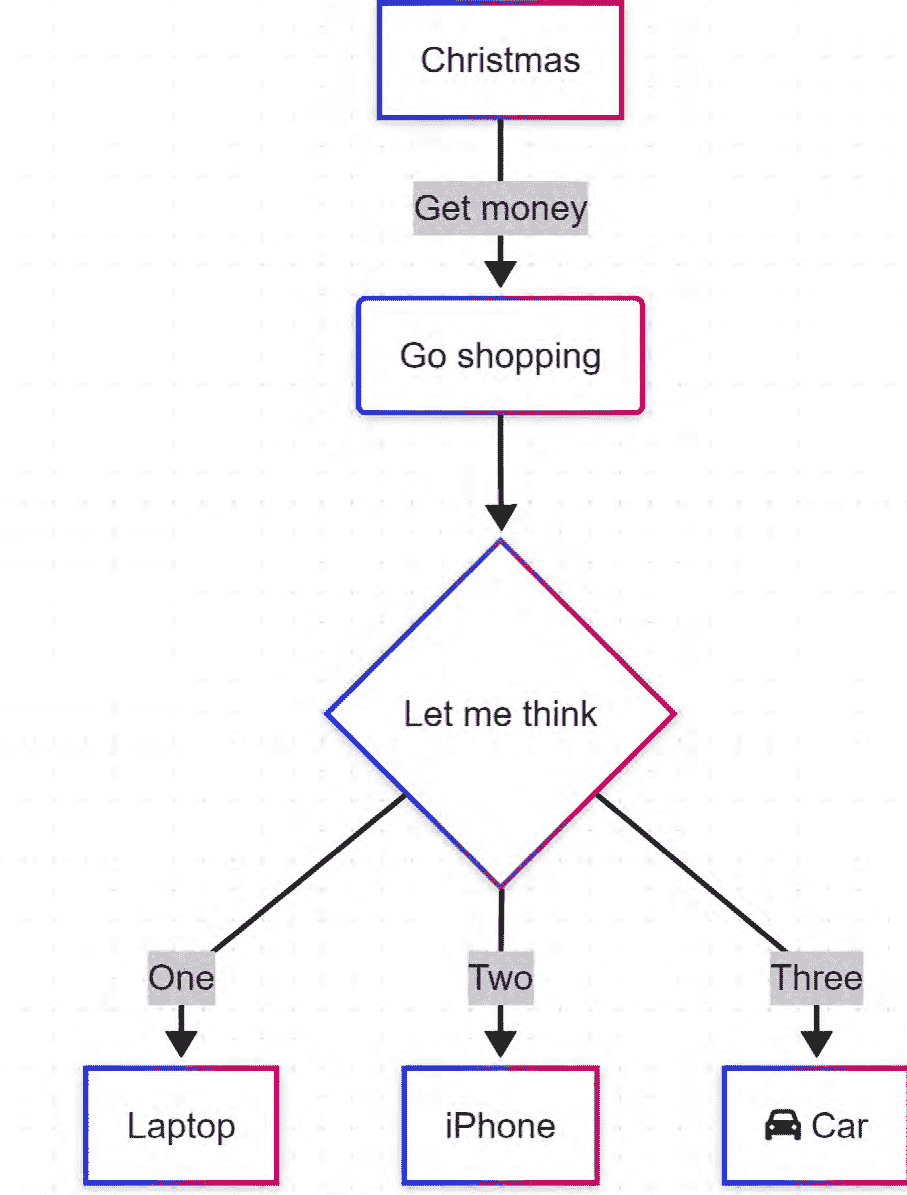 Christmas
Get money
Go shopping
Let me think
One
Two
Three
Laptop
iPhone
Car